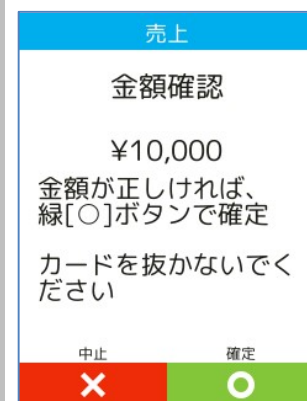 売上
金額確認
¥10,000
金額が正しければ、
緑[○]ボタンで確定
カードを抜かないでく
ださい
中止 確定
× ○